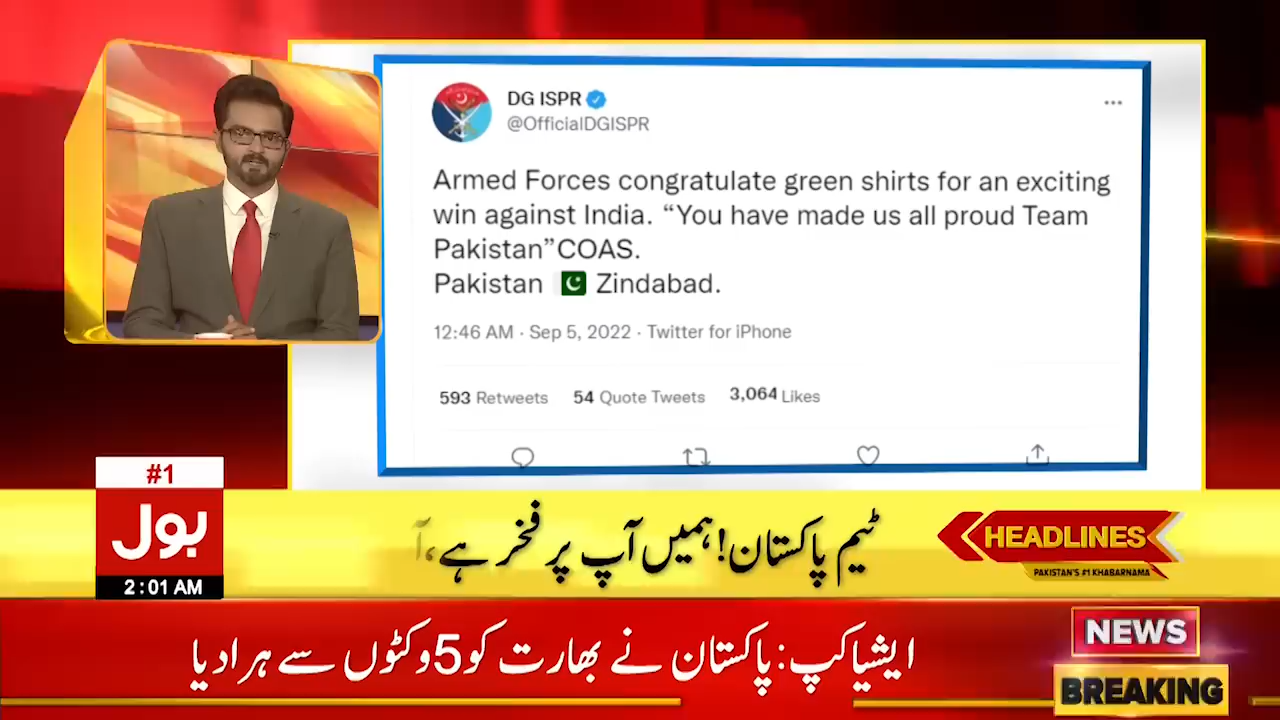 DG ISPR
@OfficialDGISPR
Armed Forces congratulate green shirts for an exciting
win against India. “You have made us all proud Team
Pakistan”COAS.
Pakistan 🇵🇰 Zindabad.
12:46 AM · Sep 5, 2022 · Twitter for iPhone
593 Retweets 54 Quote Tweets 3,064 Likes
#1
بول
2:01 AM
ٹیم پاکستان! ہمیں آپ پر فخر ہے، آ
HEADLINES
PAKISTAN'S #1 KHABARNAMA
ایشیا کپ: پاکستان نے بھارت کو 5 وکٹوں سے ہرا دیا
NEWS
BREAKING